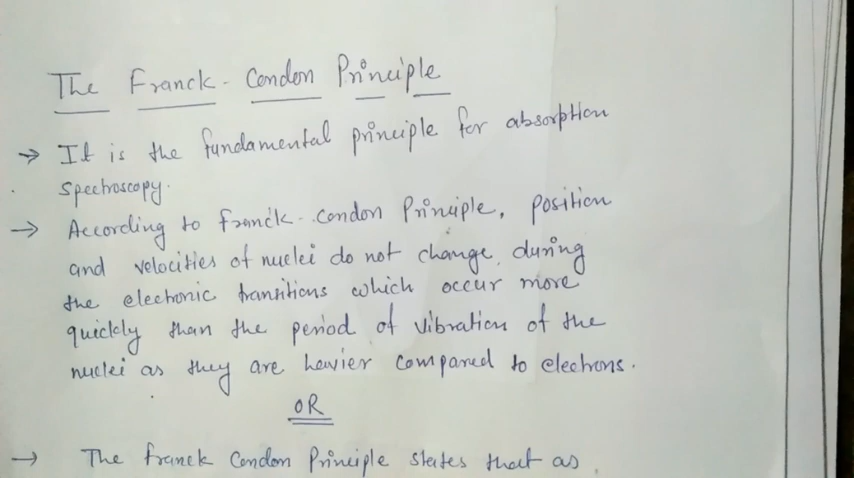 The Franck-Condon Principle
→ It is the fundamental principle for absorption
spectroscopy.
→ According to franck-condon Principle, position
and velocities of nuclei do not change, during
the electronic transitions which occur more
quickly than the period of vibration of the
nuclei as they are hevier compared to electrons.
OR
→ The franck Condon Principle states that as